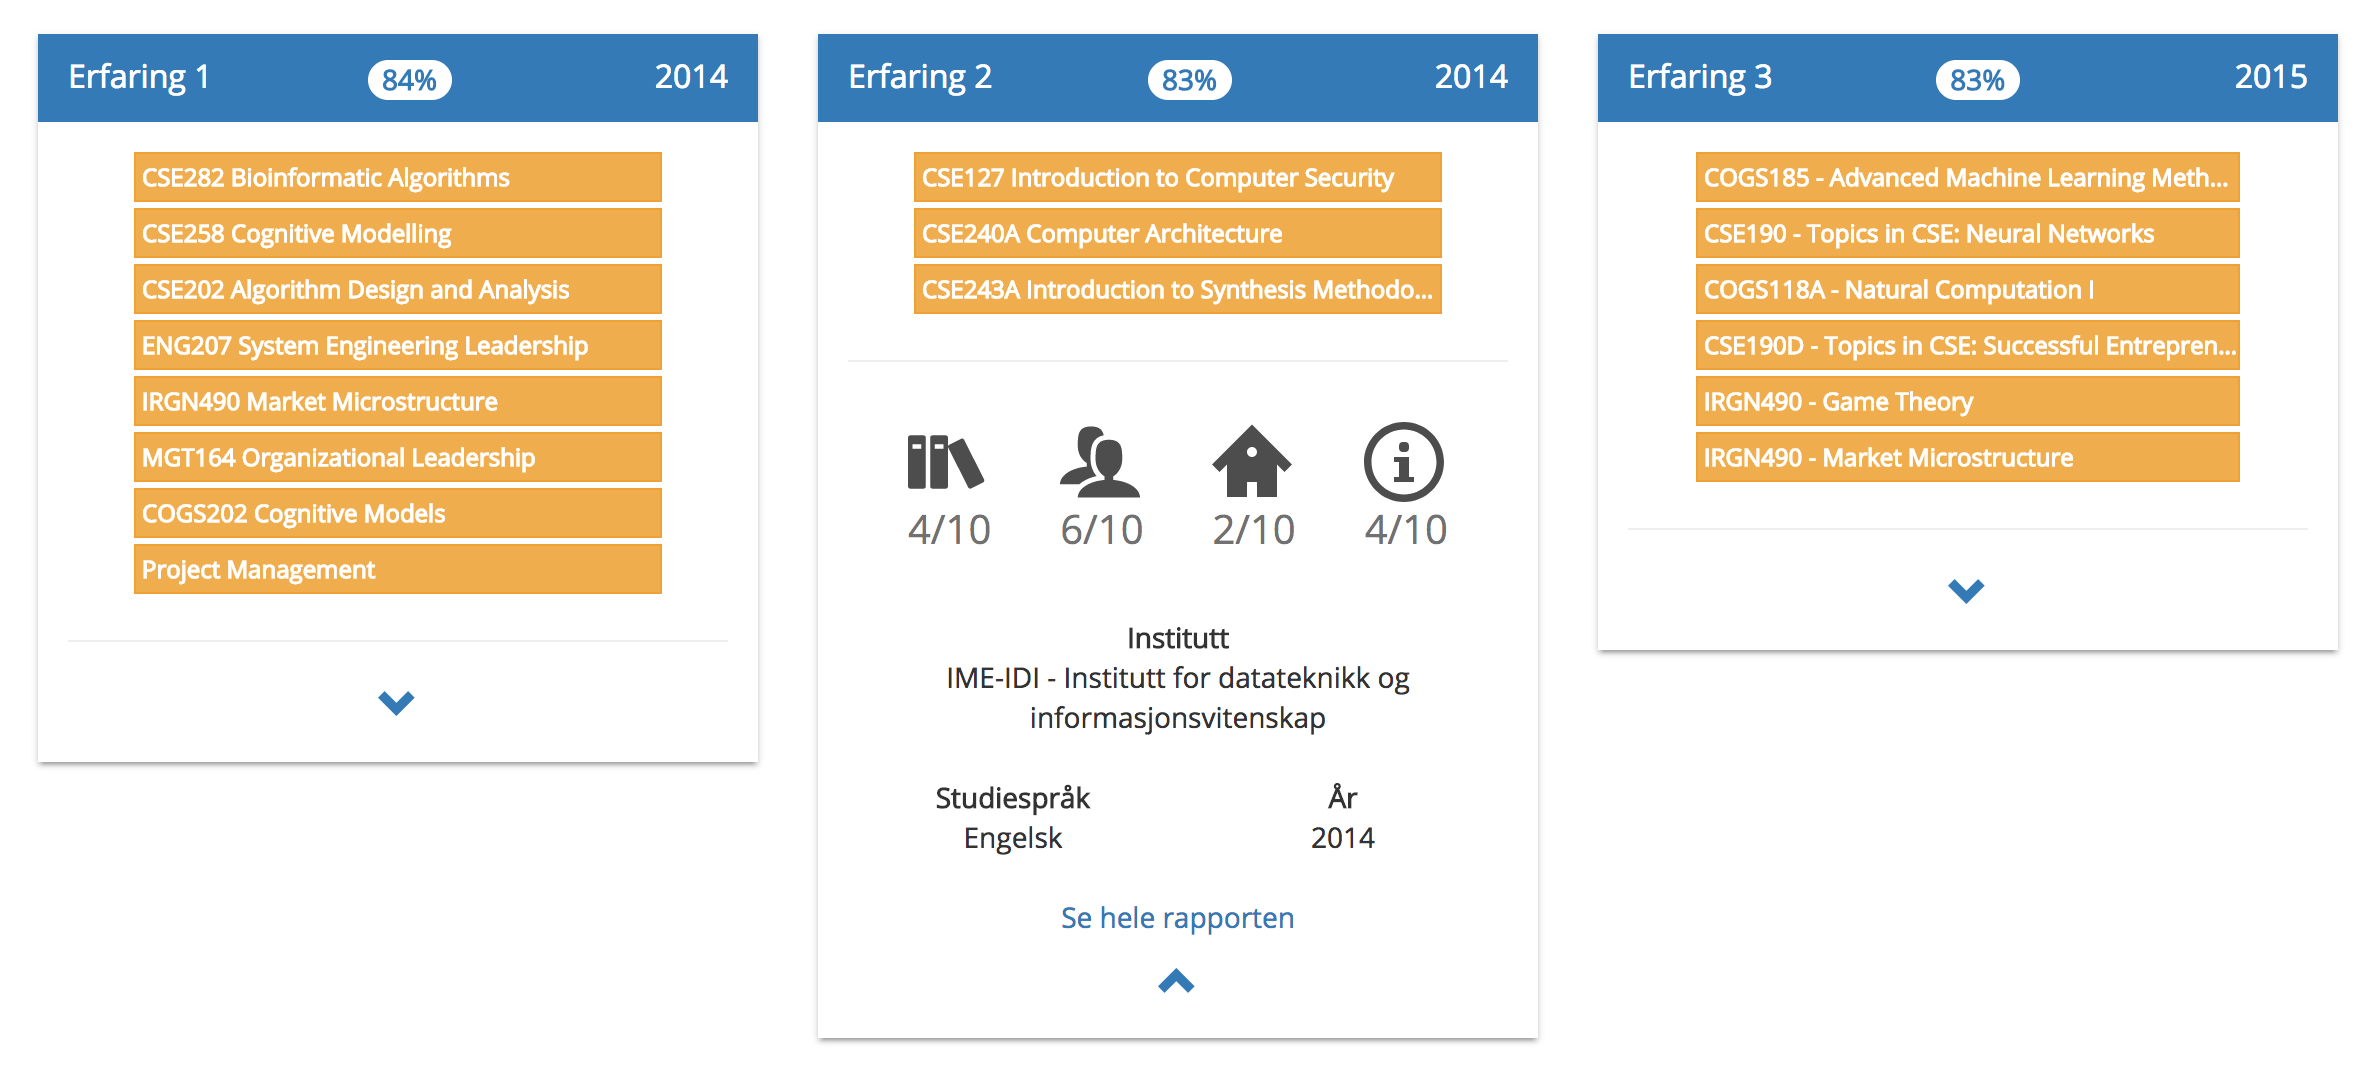 Erfaring 1
84%
2014
CSE282 Bioinformatic Algorithms
CSE258 Cognitive Modelling
CSE202 Algorithm Design and Analysis
ENG207 System Engineering Leadership
IRGN490 Market Microstructure
MGT164 Organizational Leadership
COGS202 Cognitive Models
Project Management
Erfaring 2
83%
2014
CSE127 Introduction to Computer Security
CSE240A Computer Architecture
CSE243A Introduction to Synthesis Methodo...
4/10
6/10
2/10
4/10
Institutt
IME-IDI - Institutt for datateknikk og
informasjonsvitenskap
Studiespråk
Engelsk
År
2014
Se hele rapporten
Erfaring 3
83%
2015
COGS185 - Advanced Machine Learning Meth...
CSE190 - Topics in CSE: Neural Networks
COGS118A - Natural Computation I
CSE190D - Topics in CSE: Successful Entrepren...
IRGN490 - Game Theory
IRGN490 - Market Microstructure